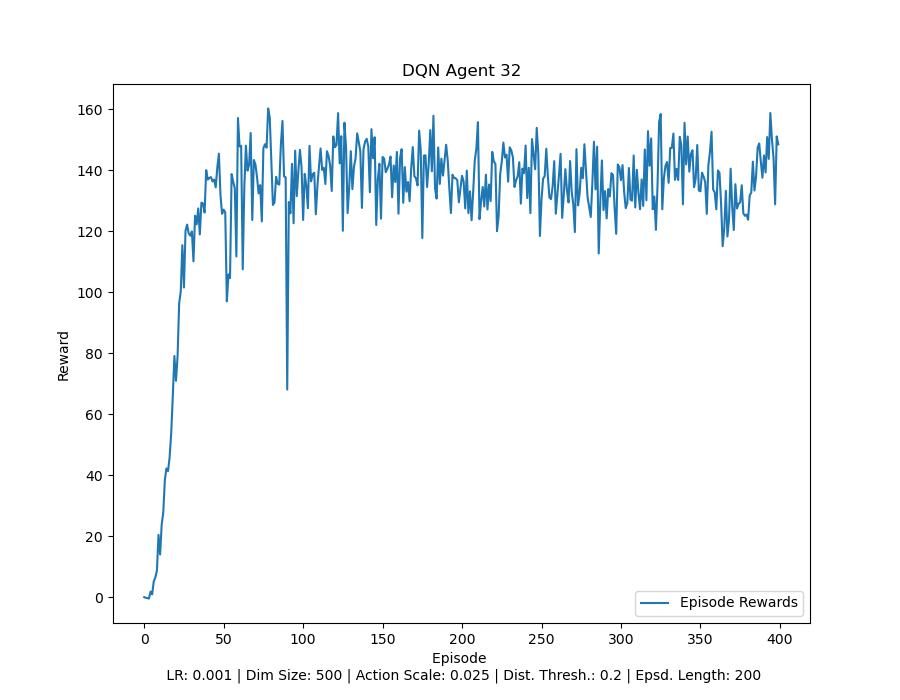 DQN Agent 32
160
140
120
100
80
60
40
20
0
Reward
Episode Rewards
0 50 100 150 200 250 300 350 400
Episode
LR: 0.001 | Dim Size: 500 | Action Scale: 0.025 | Dist. Thresh.: 0.2 | Epsd. Length: 200